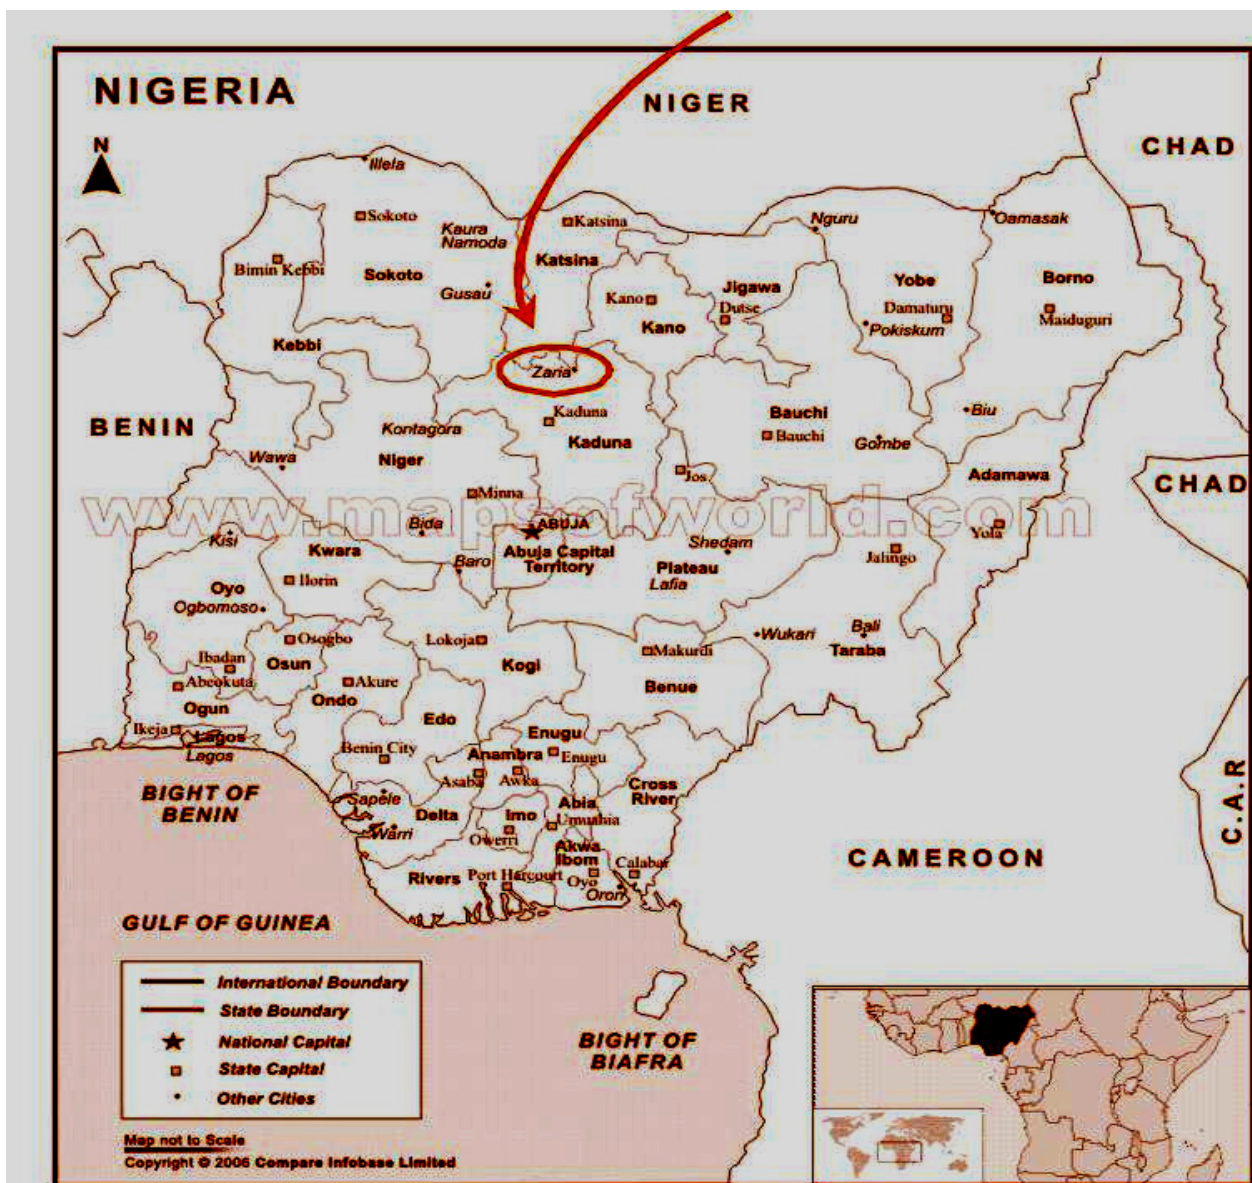 NIGERIA
NIGER
CHAD
N
Illela
Sokoto
Kaura
Namoda
Katsina
Nguru
Damasak
Bimin Kebbi
Sokoto
Katsina
Gusau
Kano
Jigawa
Dutse
Yobe
Damaturu
Borno
Maiduguri
Kano
Pokiskum
Kebbi
Zaria
BENIN
Kontagora
Kaduna
Kaduna
Bauchi
Bauchi
Biu
Gombe
Wawa
Niger
Jos
Adamawa
CHAD
Minna
www.mapsofworld.com
Kisi
Bida
ABUJA
Yola
Kwara
Baro
Abuja Capital
Territory
Shedam
Plateau
Lafia
Jalingo
Oyo
Ilorin
Ogbomoso
Osogbo
Lokoja
Wukari
Bali
Taraba
Makurdi
Ibadan
Osun
Kogi
Abeokuta
Akure
Ondo
Benue
Ogun
Edo
Ikeja
Lagos
Lagos
Enugu
Enugu
Benin City
Anambra
Asaba
Awka
Cross
River
BIGHT OF
BENIN
Sapele
Delta
Warri
Imo
Owerri
Abia
Umuahia
Akwa
Ibom
Calabar
Rivers
Port Harcourt
Oyo
Oron
CAMEROON
C.A.R
GULF OF GUINEA
International Boundary
State Boundary
National Capital
State Capital
Other Cities
BIGHT OF
BIAFRA
Map not to Scale
Copyright © 2006 Compare Infobase Limited